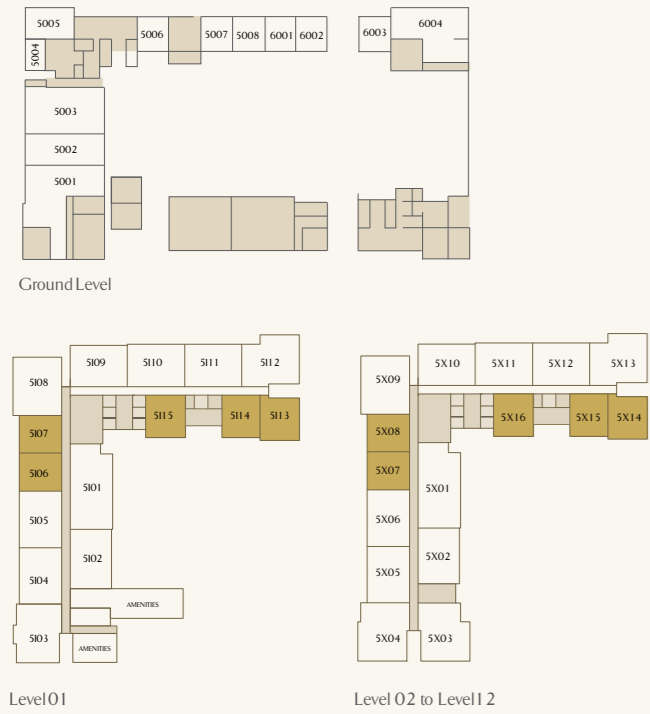 5005
5006
5007
5008
6001
6002
6003
6004
5004
5003
5002
5001
Ground Level
5109
5110
5111
5112
5108
5107
5115
5114
5113
5106
5101
5105
5102
5104
AMENITIES
5103
AMENITIES
Level 01
5X10
5X11
5X12
5X13
5X09
5X08
5X16
5X15
5X14
5X07
5X01
5X06
5X02
5X05
5X04
5X03
Level 02 to Level 12